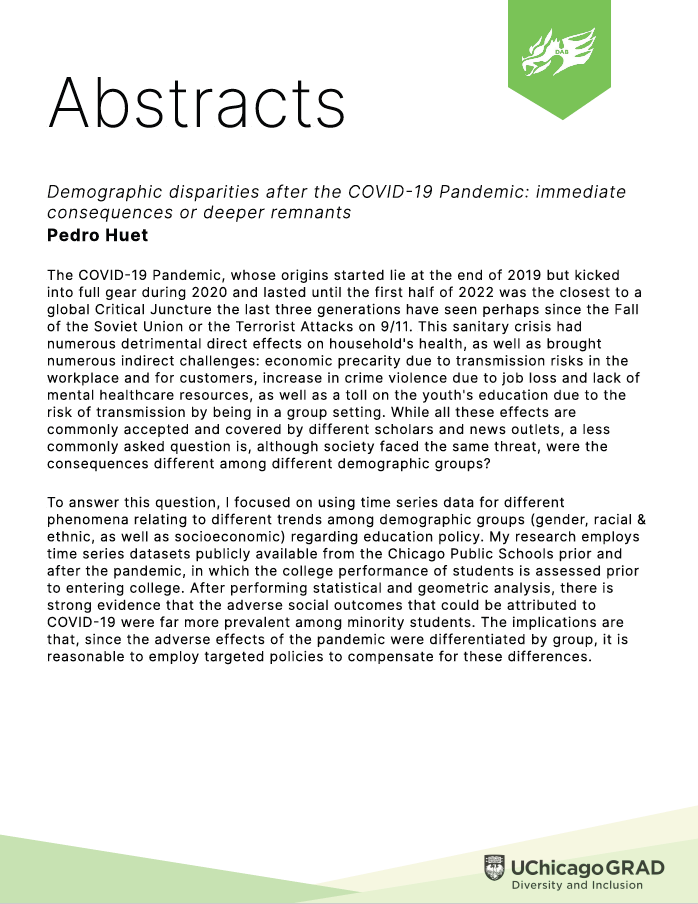 DAB
Abstracts
Demographic disparities after the COVID-19 Pandemic: immediate
consequences or deeper remnants
Pedro Huet
The COVID-19 Pandemic, whose origins started lie at the end of 2019 but kicked
into full gear during 2020 and lasted until the first half of 2022 was the closest to a
global Critical Juncture the last three generations have seen perhaps since the Fall
of the Soviet Union or the Terrorist Attacks on 9/11. This sanitary crisis had
numerous detrimental direct effects on household's health, as well as brought
numerous indirect challenges: economic precarity due to transmission risks in the
workplace and for customers, increase in crime violence due to job loss and lack of
mental healthcare resources, as well as a toll on the youth's education due to the
risk of transmission by being in a group setting. While all these effects are
commonly accepted and covered by different scholars and news outlets, a less
commonly asked question is, although society faced the same threat, were the
consequences different among different demographic groups?
To answer this question, I focused on using time series data for different
phenomena relating to different trends among demographic groups (gender, racial &
ethnic, as well as socioeconomic) regarding education policy. My research employs
time series datasets publicly available from the Chicago Public Schools prior and
after the pandemic, in which the college performance of students is assessed prior
to entering college. After performing statistical and geometric analysis, there is
strong evidence that the adverse social outcomes that could be attributed to
COVID-19 were far more prevalent among minority students. The implications are
that, since the adverse effects of the pandemic were differentiated by group, it is
reasonable to employ targeted policies to compensate for these differences.
UChicagoGRAD
Diversity and Inclusion